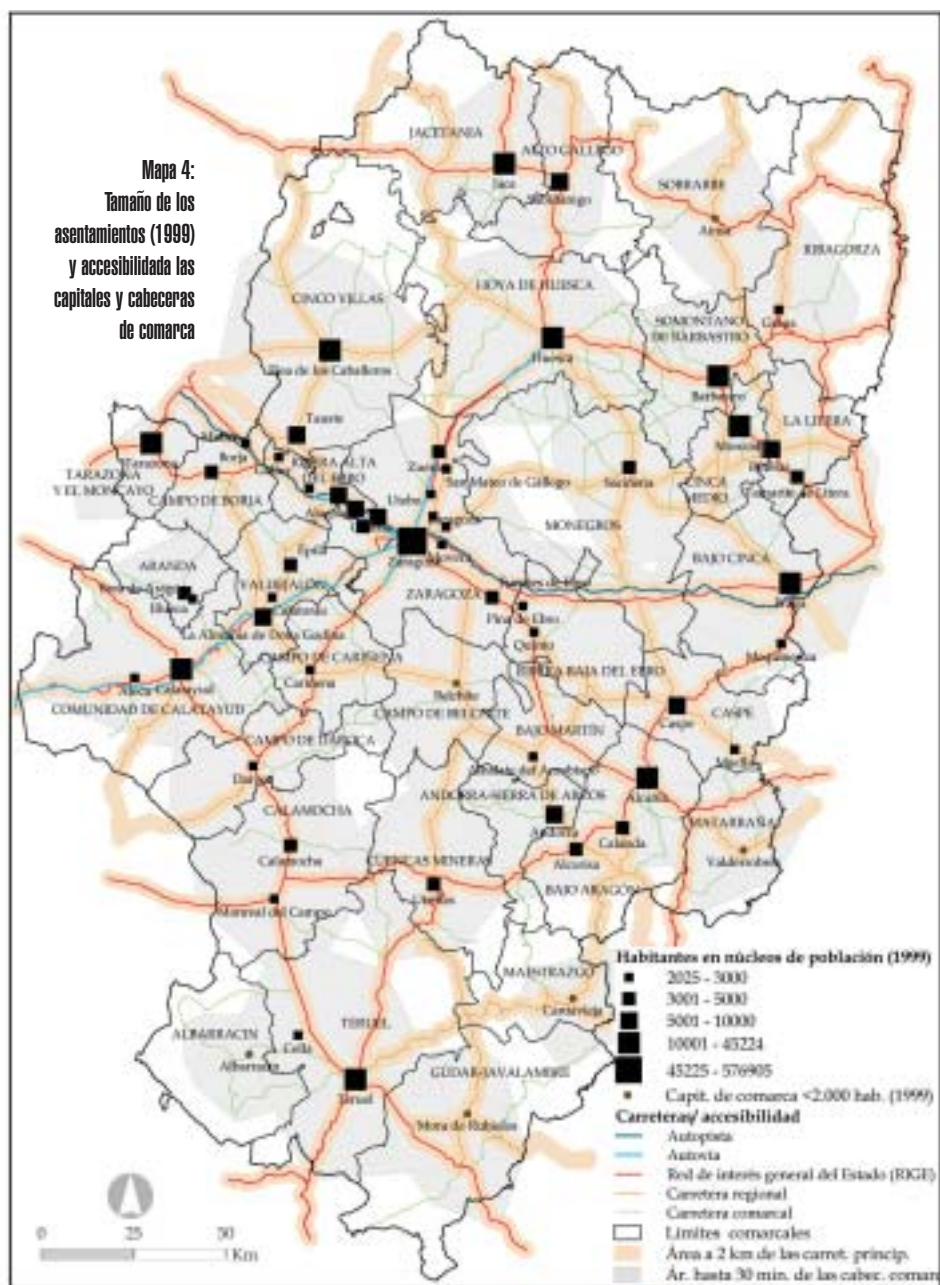 Mapa 4:
Tamaño de los
asentamientos (1999)
y accesibilidada las
capitales y cabeceras
de comarca
JACETANIA
ALTO GÁLLEGO
Jaca
Sabiñánigo
SOBRARBE
Aínsa
RIBAGORZA
CINCO VILLAS
HOYA DE HUESCA
SOMONTANO
DE BARBASTRO
Graus
Ejea de los Caballeros
Huesca
Barbastro
Tauste
LA LITERA
Monzón
Tarazona
Borja
RIBERA ALTA
DEL EBRO
Zuera
Binéfar
TARAZONA
Y EL MONCAYO
San Mateo de Gállego
Sariñena
CINCA
MEDIO
Tamarite de Litera
CAMPO DE BORJA
Utebo
MONEGROS
Épila
Zaragoza
BAJO CINCA
ARANDA
VALDEJALÓN
ZARAGOZA
Fuentes de Ebro
Fraga
Illueca
Calatorao
Pina de Ebro
La Almunia de Doña Godina
Quinto
Mequinenza
CAMPO DE CARIÑENA
RIBERA BAJA DEL EBRO
Ateca
Calatayud
Cariñena
Belchite
Caspe
CASPE
COMUNIDAD DE CALATAYUD
CAMPO DE BELCHITE
CAMPO DE DAROCA
BAJO MARTÍN
Maella
Daroca
Albalate del Arzobispo
Alcañiz
CALAMOCHA
ANDORRA-SIERRA DE ARCOS
MATARRAÑA
Andorra
Calanda
Calamocha
Alcorisa
Valderrobres
CUENCAS MINERAS
BAJO ARAGÓN
Utrillas
Monreal del Campo
MAESTRAZGO
Cantavieja
ALBARRACÍN
TERUEL
Cella
Albarracín
GÚDAR-JAVALAMBRE
Teruel
Mora de Rubielos
Habitantes en núcleos de población (1999)
2025 - 3000
3001 - 5000
5001 - 10000
10001 - 45224
45225 - 576905
Capit. de comarca <2.000 hab. (1999)
Carreteras/ accesibilidad
Autopista
Autovía
Red de interés general del Estado (RIGE)
Carretera regional
Carretera comarcal
Límites comarcales
Área a 2 km de las carret. princip.
Ár. hasta 30 min. de las cabec. comarc
0 25 50
Km